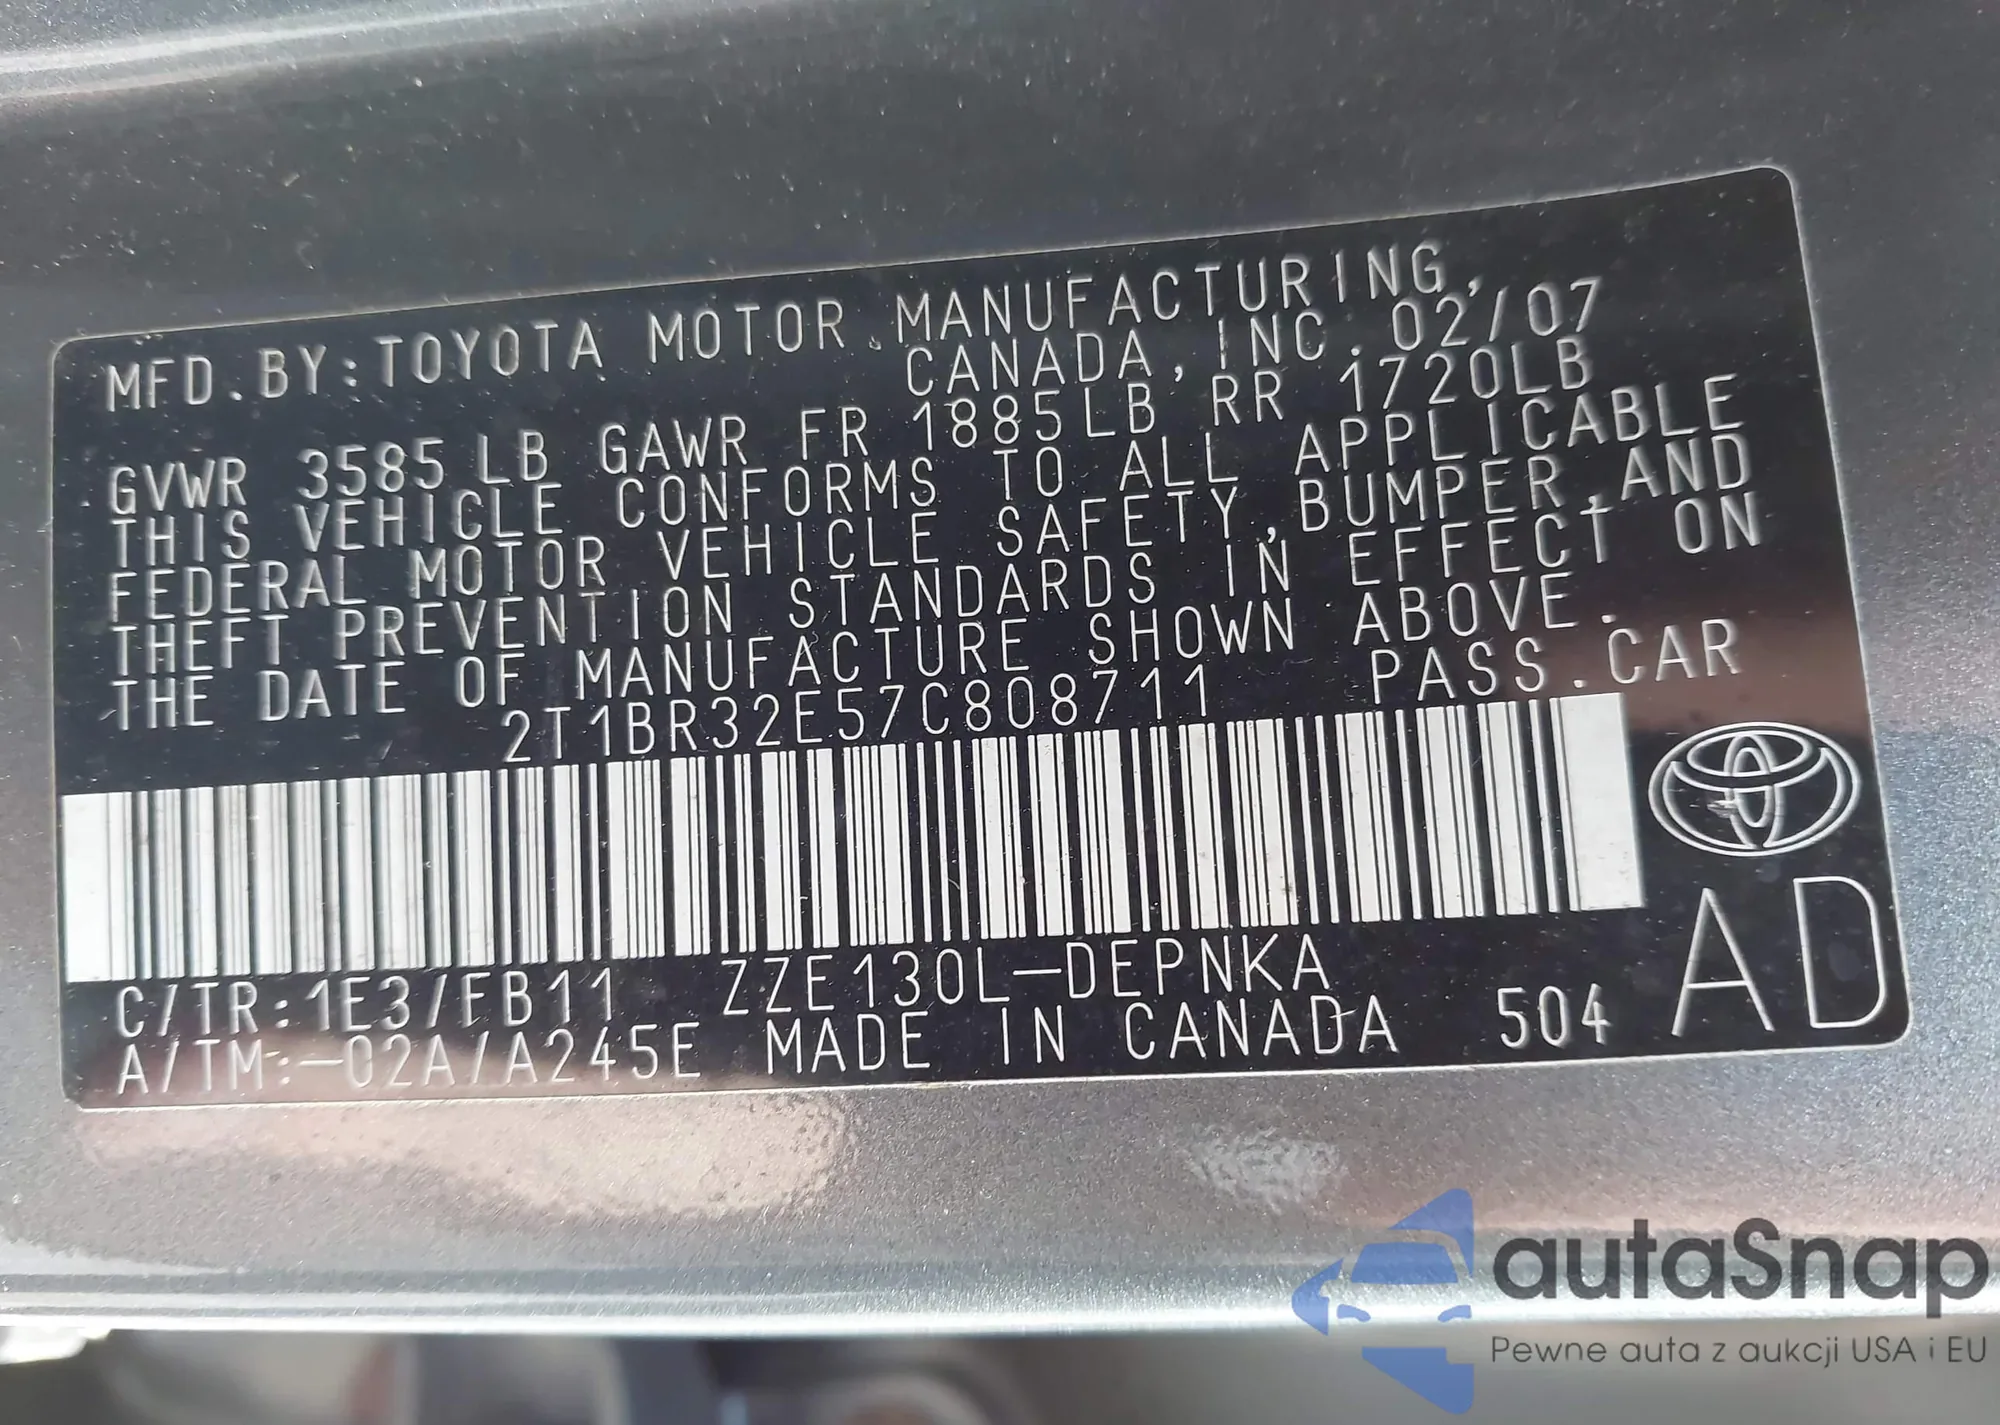 MFD.BY:TOYOTA MOTOR MANUFACTURING,
CANADA,INC.02/07
GVWR 3585LB GAWR FR 1885LB RR 1720LB
THIS VEHICLE CONFORMS TO ALL APPLICABLE
FEDERAL MOTOR VEHICLE SAFETY,BUMPER,AND
THEFT PREVENTION STANDARDS IN EFFECT ON
THE DATE OF MANUFACTURE SHOWN ABOVE.
2T1BR32E57C808711 PASS.CAR
C/TR:1E3/FB11 ZZE130L-DEPNKA
A/TM:-02A/A245E MADE IN CANADA 504 AD
autaSnap
Pewne auta z aukcji USA i EU